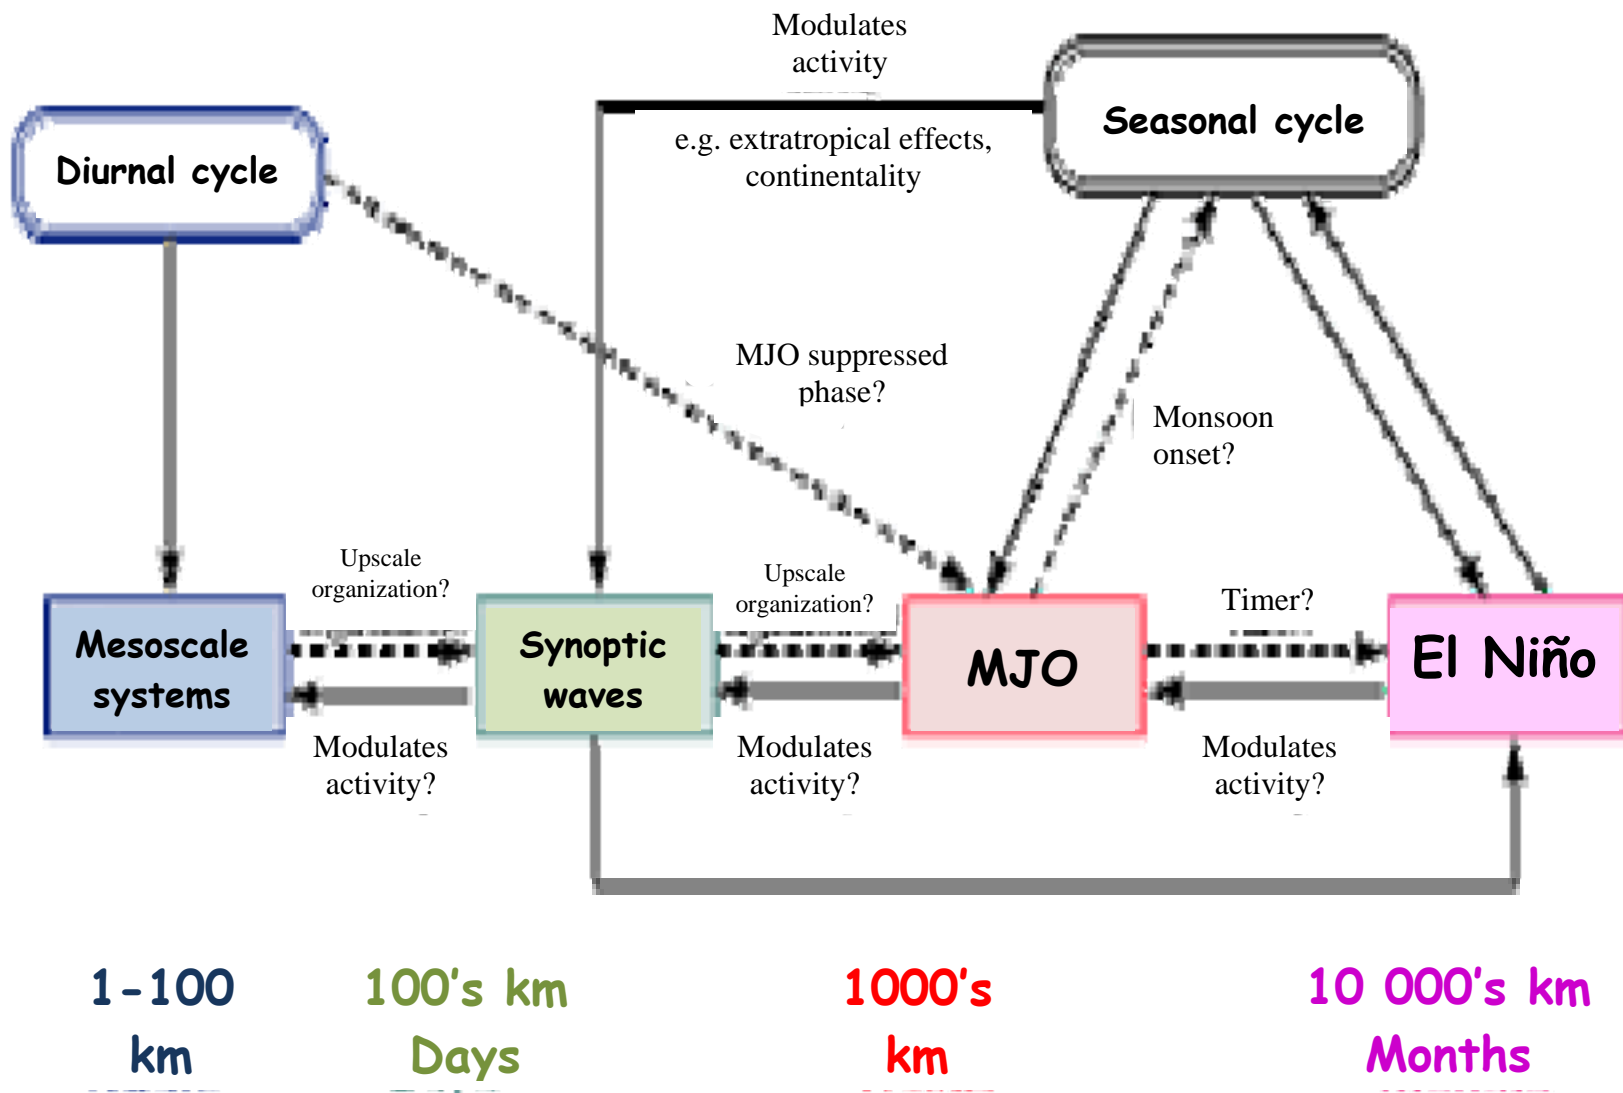 Modulates
activity
Seasonal cycle
e.g. extratropical effects,
continentality
Diurnal cycle
MJO suppressed
phase?
Monsoon
onset?
Upscale
organization?
Upscale
organization?
Timer?
Mesoscale
systems
Synoptic
waves
MJO
El Niño
Modulates
activity?
Modulates
activity?
Modulates
activity?
1-100
km
100's km
Days
1000's
km
10 000's km
Months